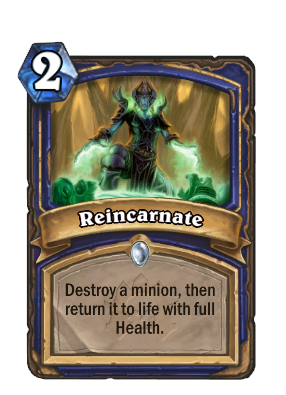 2
Reincarnate
Destroy a minion, then
return it to life with full
Health.